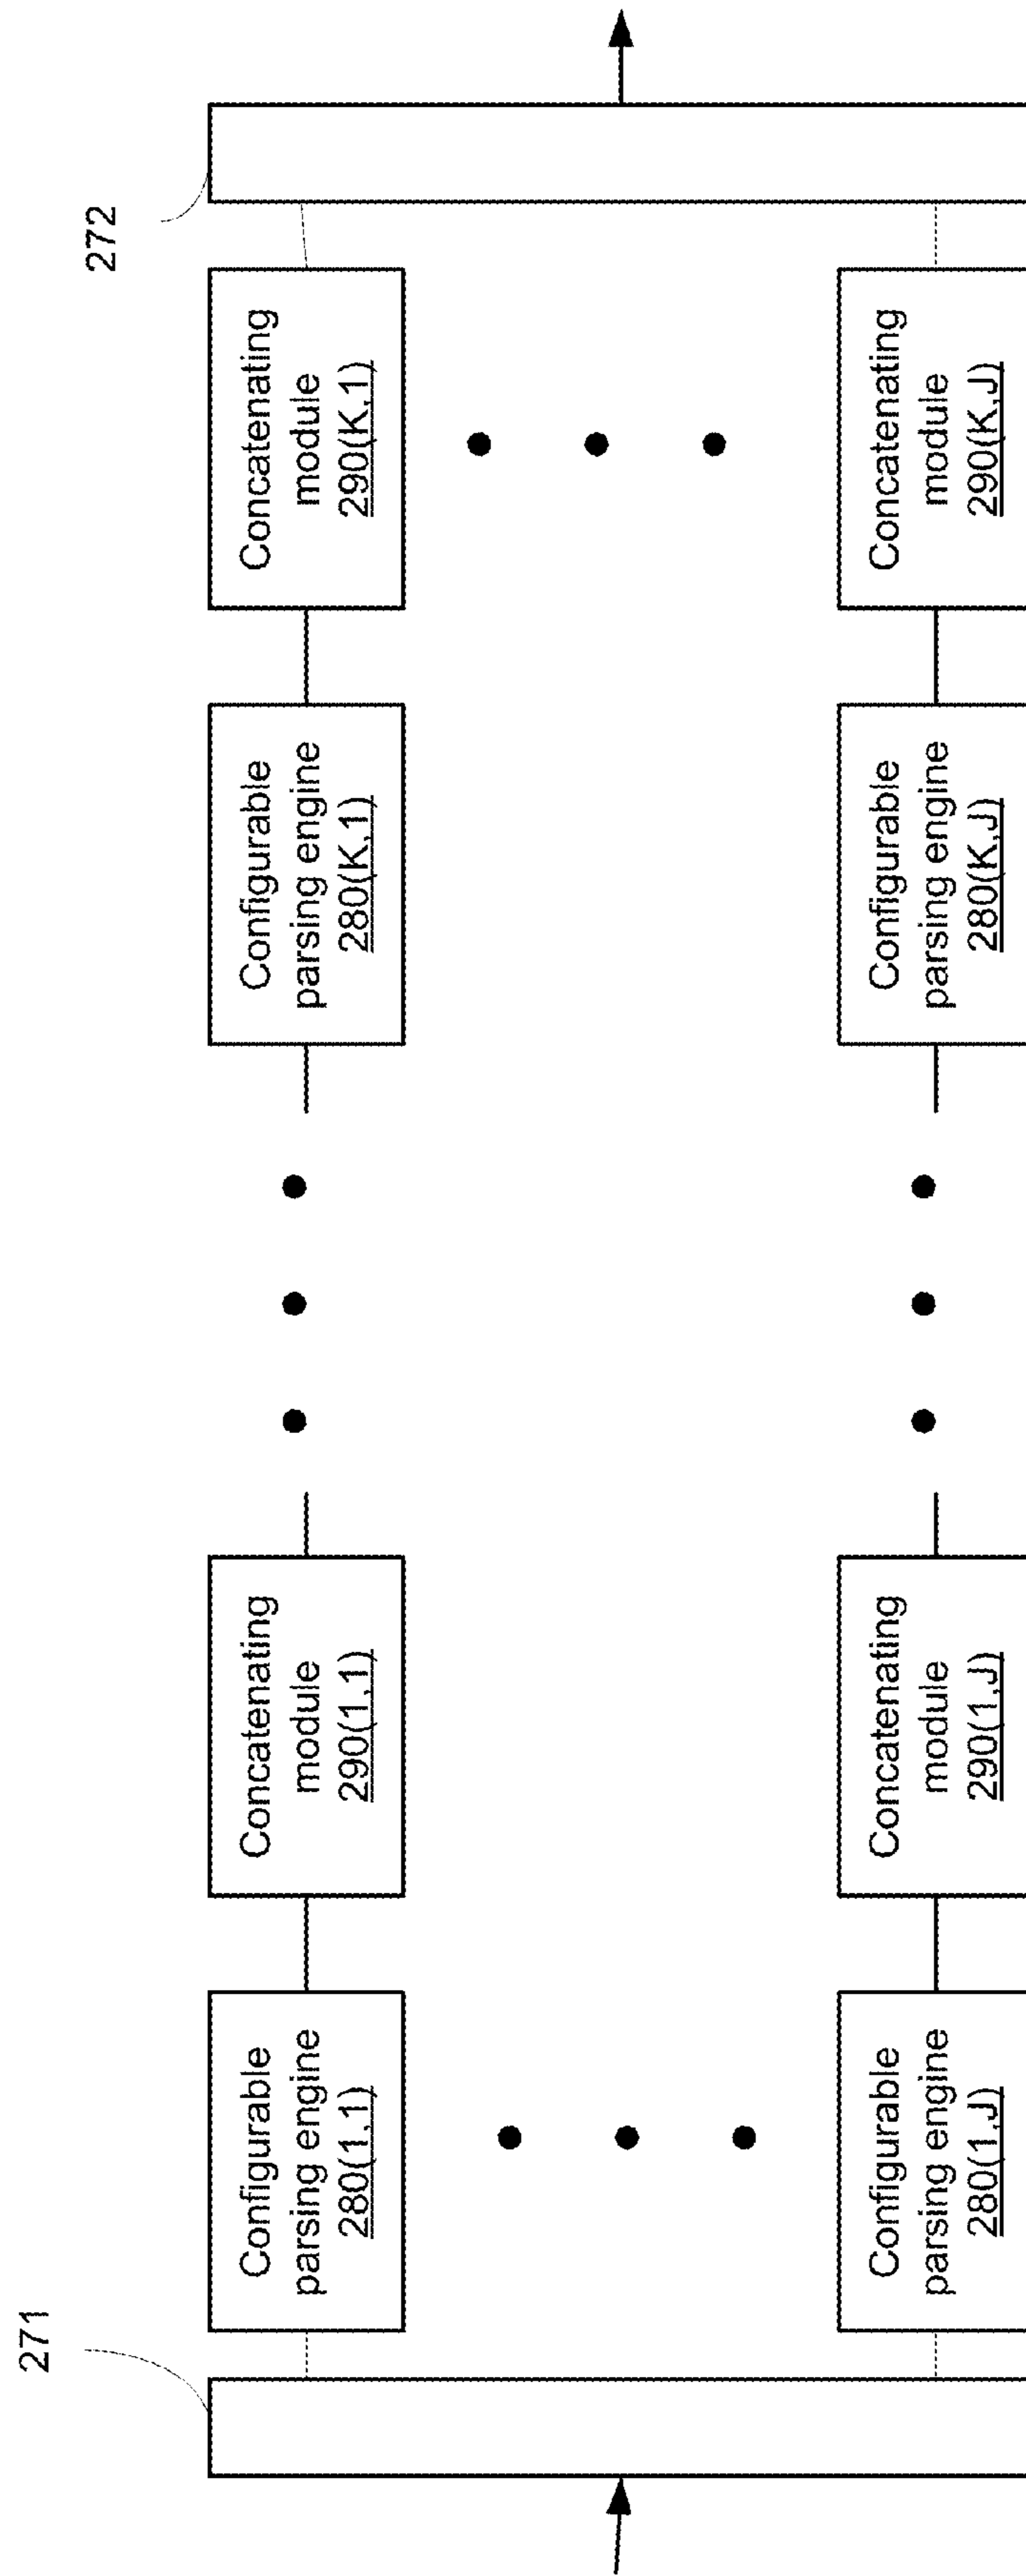 271
272
Configurable
parsing engine
280(1,1)
Concatenating
module
290(1,1)
Configurable
parsing engine
280(K,1)
Concatenating
module
290(K,1)
Configurable
parsing engine
280(1,J)
Concatenating
module
290(1,J)
Configurable
parsing engine
280(K,J)
Concatenating
module
290(K,J)